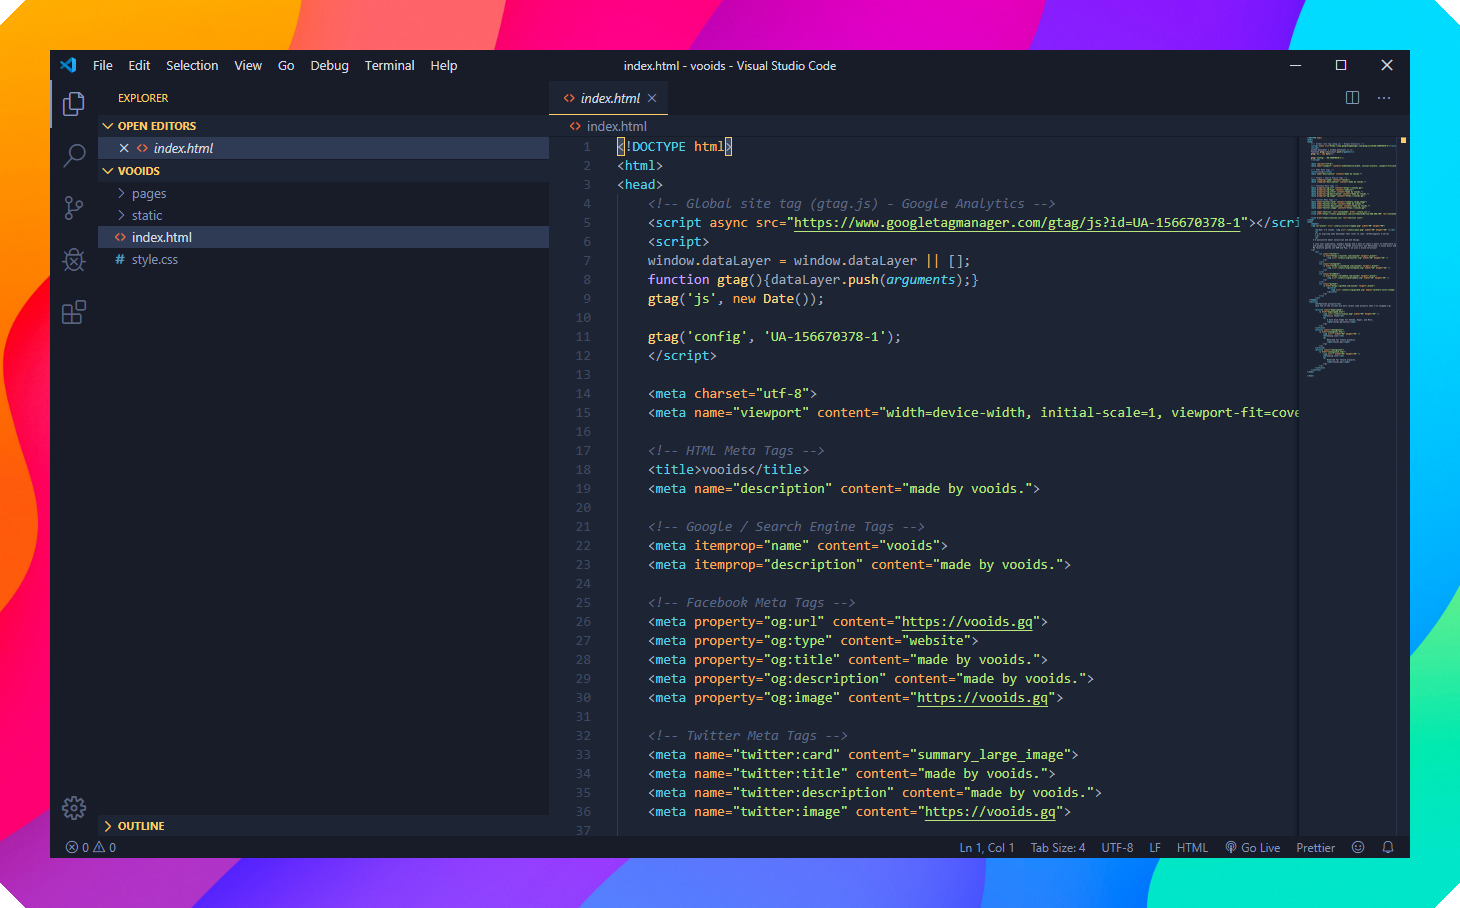 File Edit Selection View Go Debug Terminal Help
index.html - vooids - Visual Studio Code
EXPLORER
OPEN EDITORS
index.html
VOOIDS
pages
static
index.html
# style.css
OUTLINE
index.html
index.html
1 <!DOCTYPE html>
2 <html>
3 <head>
4 <!-- Global site tag (gtag.js) - Google Analytics -->
5 <script async src="https://www.googletagmanager.com/gtag/js?id=UA-156670378-1"></scri
6 <script>
7 window.dataLayer = window.dataLayer || [];
8 function gtag(){dataLayer.push(arguments);}
9 gtag('js', new Date());
10
11 gtag('config', 'UA-156670378-1');
12 </script>
13
14 <meta charset="utf-8">
15 <meta name="viewport" content="width=device-width, initial-scale=1, viewport-fit=cove
16
17 <!-- HTML Meta Tags -->
18 <title>vooids</title>
19 <meta name="description" content="made by vooids.">
20
21 <!-- Google / Search Engine Tags -->
22 <meta itemprop="name" content="vooids">
23 <meta itemprop="description" content="made by vooids.">
24
25 <!-- Facebook Meta Tags -->
26 <meta property="og:url" content="https://vooids.gq">
27 <meta property="og:type" content="website">
28 <meta property="og:title" content="made by vooids.">
29 <meta property="og:description" content="made by vooids.">
30 <meta property="og:image" content="https://vooids.gq">
31
32 <!-- Twitter Meta Tags -->
33 <meta name="twitter:card" content="summary_large_image">
34 <meta name="twitter:title" content="made by vooids.">
35 <meta name="twitter:description" content="made by vooids.">
36 <meta name="twitter:image" content="https://vooids.gq">
37
0 0
Ln 1, Col 1 Tab Size: 4 UTF-8 LF HTML Go Live Prettier